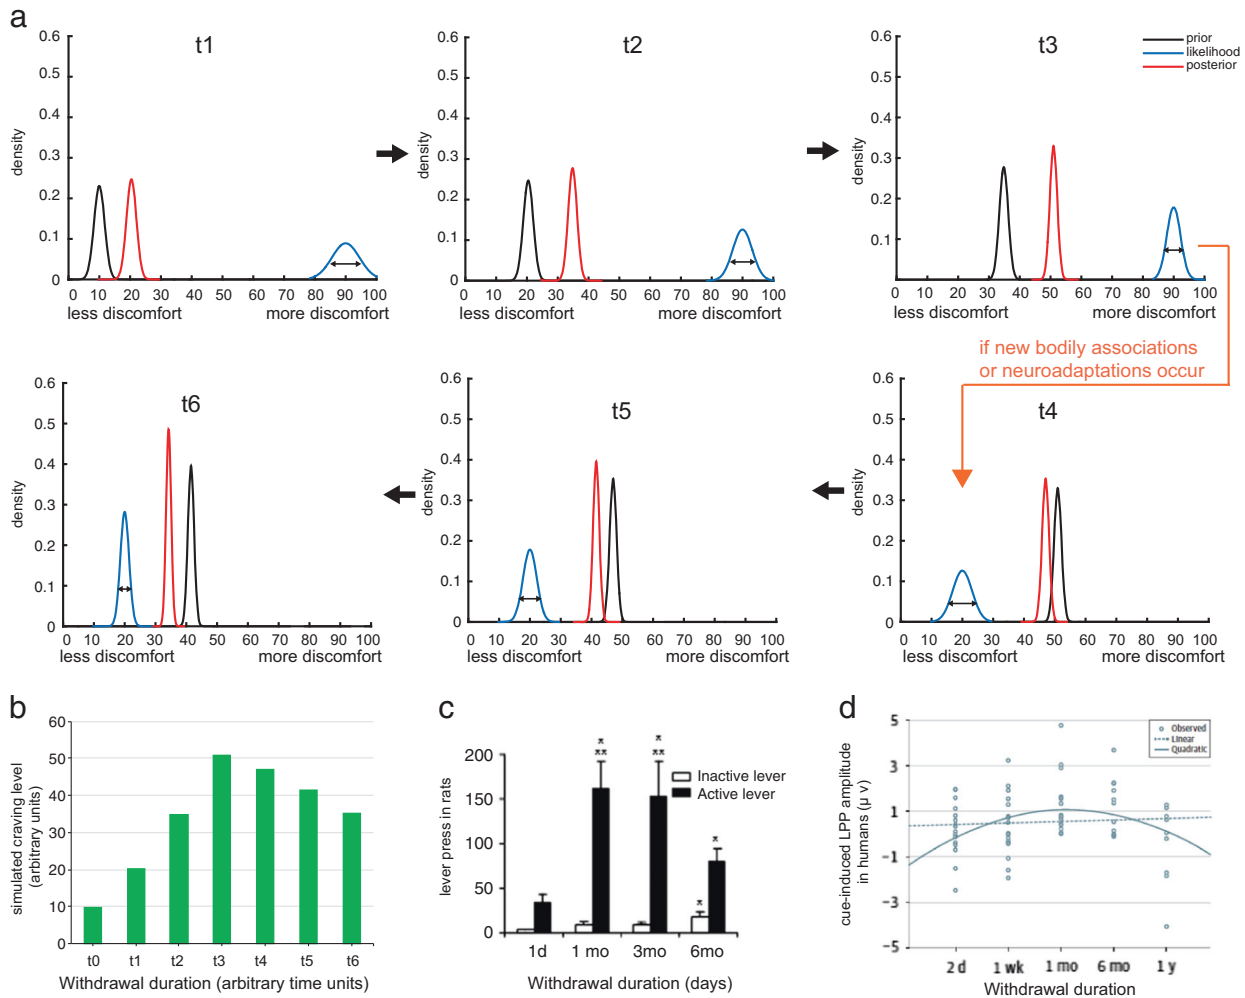 a
t1
0.6
0.5
0.4
0.3
0.2
0.1
0
density
0 10 20 30 40 50 60 70 80 90 100
less discomfort more discomfort
t2
0.6
0.5
0.4
0.3
0.2
0.1
0
density
0 10 20 30 40 50 60 70 80 90 100
less discomfort more discomfort
t3
prior
likelihood
posterior
0.6
0.5
0.4
0.3
0.2
0.1
density
0 10 20 30 40 50 60 70 80 90 100
less discomfort more discomfort
if new bodily associations
or neuroadaptations occur
t6
0.6
0.5
0.4
0.3
0.2
0.1
0
density
0 10 20 30 40 50 60 70 80 90 100
less discomfort more discomfort
t5
0.6
0.5
0.4
0.3
0.2
0.1
0
density
0 10 20 30 40 50 60 70 80 90 100
less discomfort more discomfort
t4
0.6
0.5
0.4
0.3
0.2
0.1
0
density
0 10 20 30 40 50 60 70 80 90 100
less discomfort more discomfort
b
simulated craving level
(arbitrary units)
60
50
40
30
20
10
0
t0 t1 t2 t3 t4 t5 t6
Withdrawal duration (arbitrary time units)
c
lever press in rats
200
150
100
50
0
*
**
*
**
*
*
Inactive lever
Active lever
1d 1 mo 3mo 6mo
Withdrawal duration (days)
d
cue-induced LPP amplitude
in humans (μ v)
5
3
1
−1
−3
−5
Observed
Linear
Quadratic
2 d 1 wk 1 mo 6 mo 1 y
Withdrawal duration